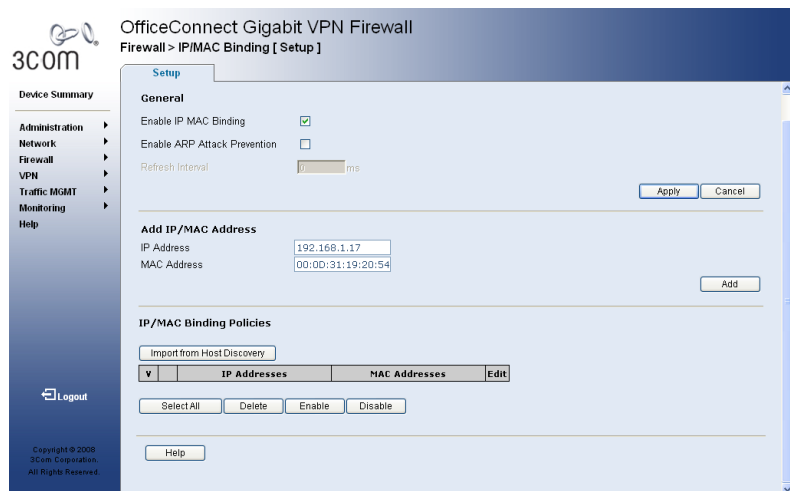 3COM
OfficeConnect Gigabit VPN Firewall
Firewall > IP/MAC Binding [ Setup ]
Setup
Device Summary
Administration
Network
Firewall
VPN
Traffic MGMT
Monitoring
Help
Logout
Copyright © 2008
3Com Corporation.
All Rights Reserved.
General
Enable IP MAC Binding
Enable ARP Attack Prevention
Refresh Interval 0 ms
Apply Cancel
Add IP/MAC Address
IP Address 192.168.1.17
MAC Address 00:0D:31:19:20:54
Add
IP/MAC Binding Policies
Import from Host Discovery
V IP Addresses MAC Addresses Edit
Select All Delete Enable Disable
Help